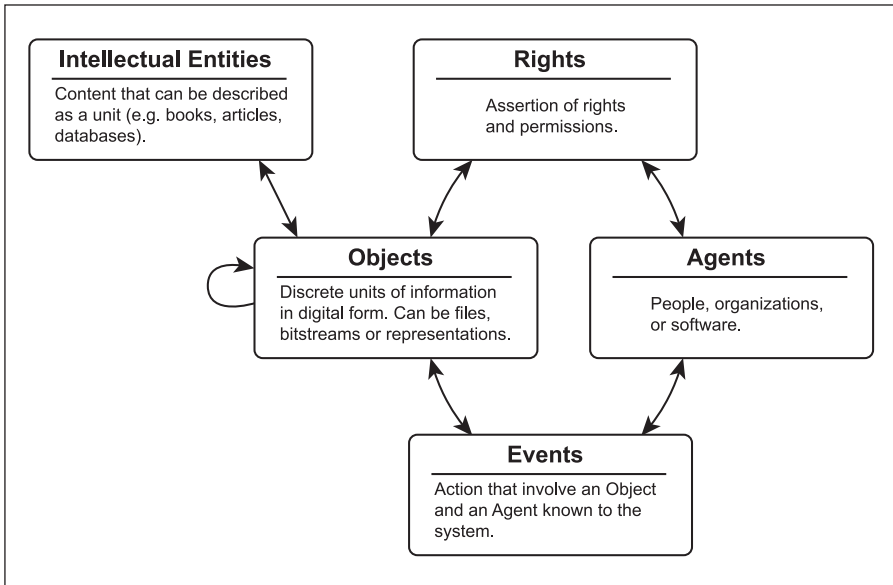 Intellectual Entities
Content that can be described
as a unit (e.g. books, articles,
databases).
Rights
Assertion of rights
and permissions.
Objects
Discrete units of information
in digital form. Can be files,
bitstreams or representations.
Agents
People, organizations,
or software.
Events
Action that involve an Object
and an Agent known to the
system.